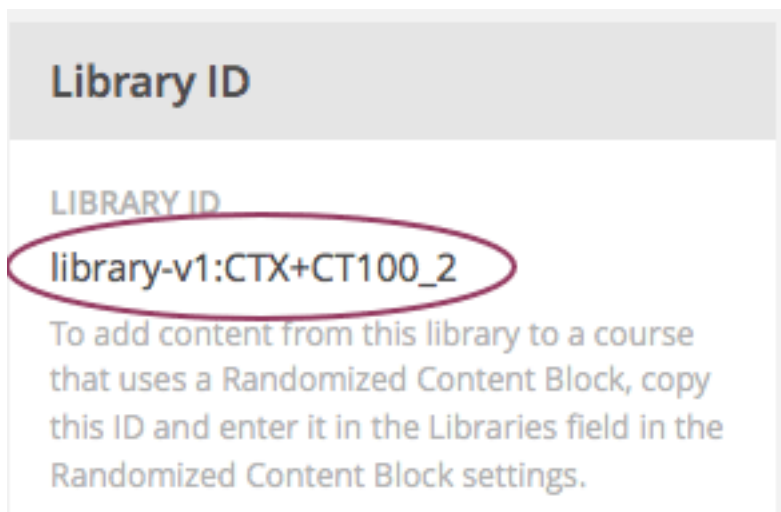 Library ID
LIBRARY ID
library-v1:CTX+CT100_2
To add content from this library to a course
that uses a Randomized Content Block, copy
this ID and enter it in the Libraries field in the
Randomized Content Block settings.